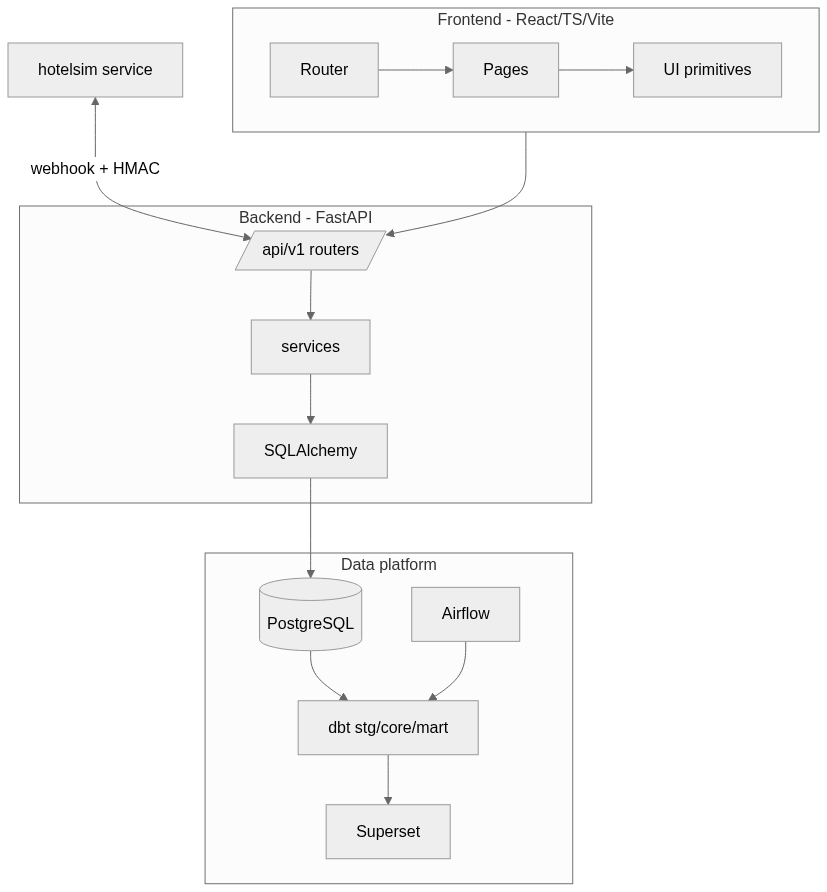 Frontend - React/TS/Vite
hotelsim service
Router
Pages
UI primitives
webhook + HMAC
Backend - FastAPI
api/v1 routers
services
SQLAlchemy
Data platform
PostgreSQL
Airflow
dbt stg/core/mart
Superset